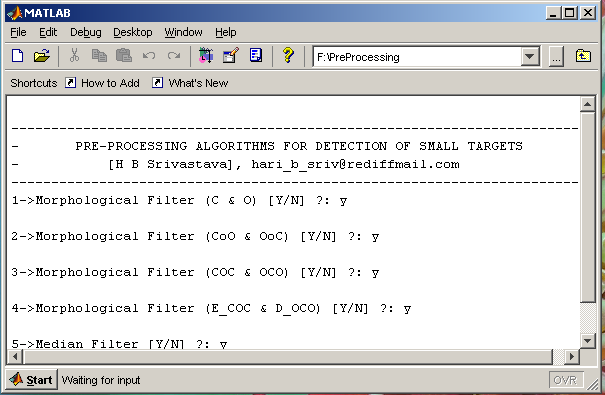 MATLAB
File Edit Debug Desktop Window Help
F:\PreProcessing ...
Shortcuts How to Add What's New
--------------------------------------------------------------------------
- PRE-PROCESSING ALGORITHMS FOR DETECTION OF SMALL TARGETS
- [H B Srivastava], hari_b_sriv@rediffmail.com
--------------------------------------------------------------------------
1->Morphological Filter (C & O) [Y/N] ?: y
2->Morphological Filter (CoO & OoC) [Y/N] ?: y
3->Morphological Filter (COC & OCO) [Y/N] ?: y
4->Morphological Filter (E_COC & D_OCO) [Y/N] ?: y
5->Median Filter [Y/N] ?: y
Start Waiting for input OVR